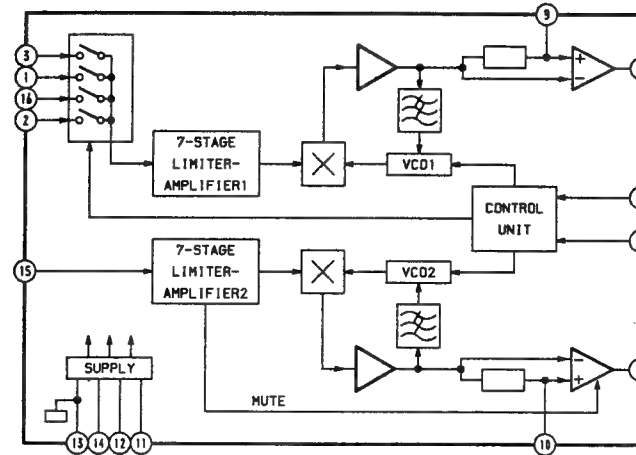 9
3
1
16
2
7-STAGE
LIMITER-
AMPLIFIER1
VCO1
CONTROL
UNIT
15
7-STAGE
LIMITER-
AMPLIFIER2
VCO2
SUPPLY
MUTE
13
14
12
11
10
+
−
−
+